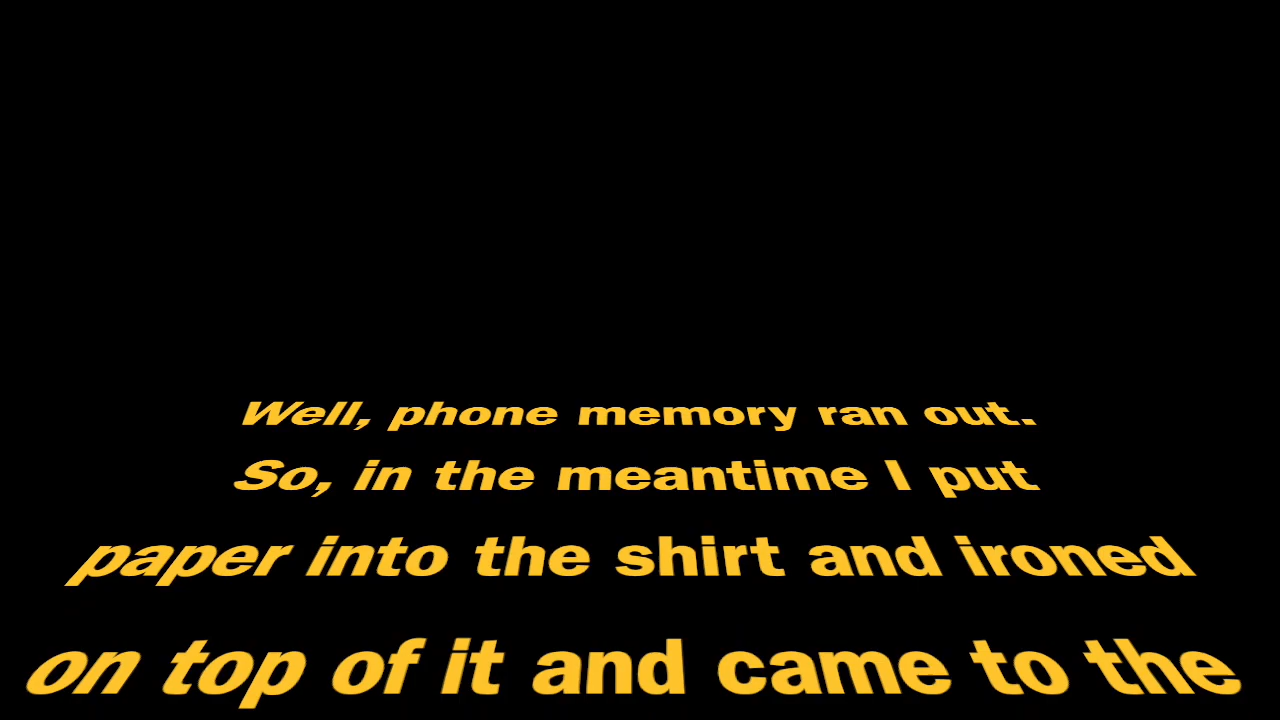 Well, phone memory ran out.
So, in the meantime I put
paper into the shirt and ironed
on top of it and came to the